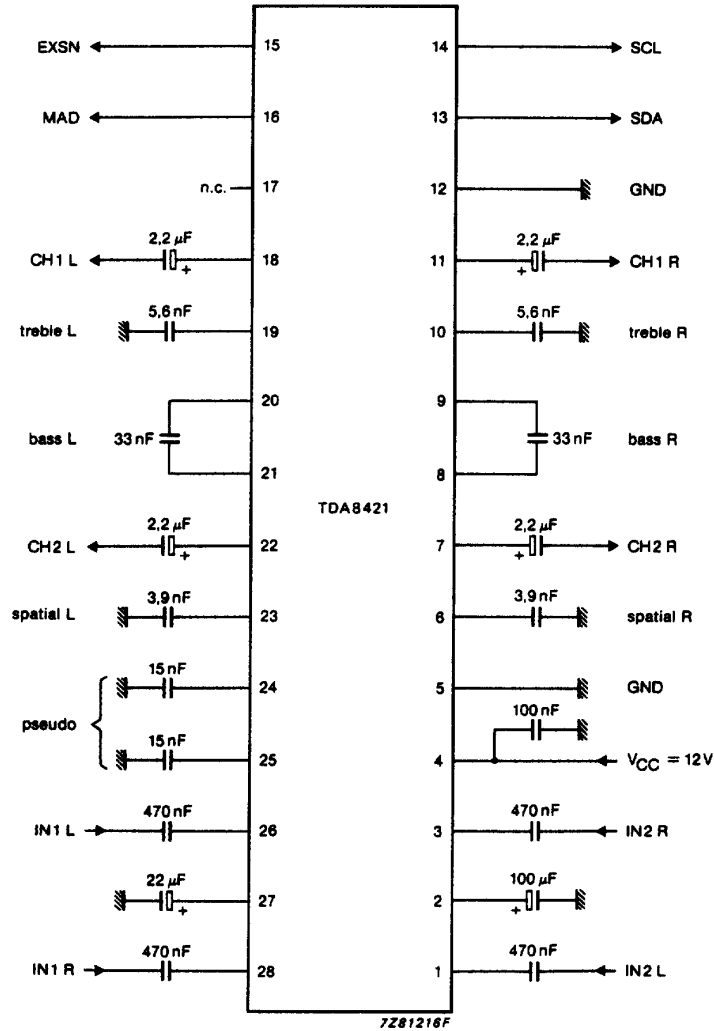 EXSN 15 14 SCL
MAD 16 13 SDA
n.c. 17 12 GND
2,2 μF 2,2 μF
CH1 L + 18 11 + CH1 R
5,6 nF 5,6 nF
treble L 19 10 treble R
20 9
bass L 33 nF 33 nF bass R
21 8
TDA8421
2,2 μF 2,2 μF
CH2 L + 22 7 + CH2 R
3,9 nF 3,9 nF
spatial L 23 6 spatial R
15 nF
24 5 GND
pseudo
15 nF 100 nF
25 4 VCC = 12V
470 nF 470 nF
IN1 L 26 3 IN2 R
22 μF 100 μF
+ 27 2 +
470 nF 470 nF
IN1 R 28 1 IN2 L
7Z81216F